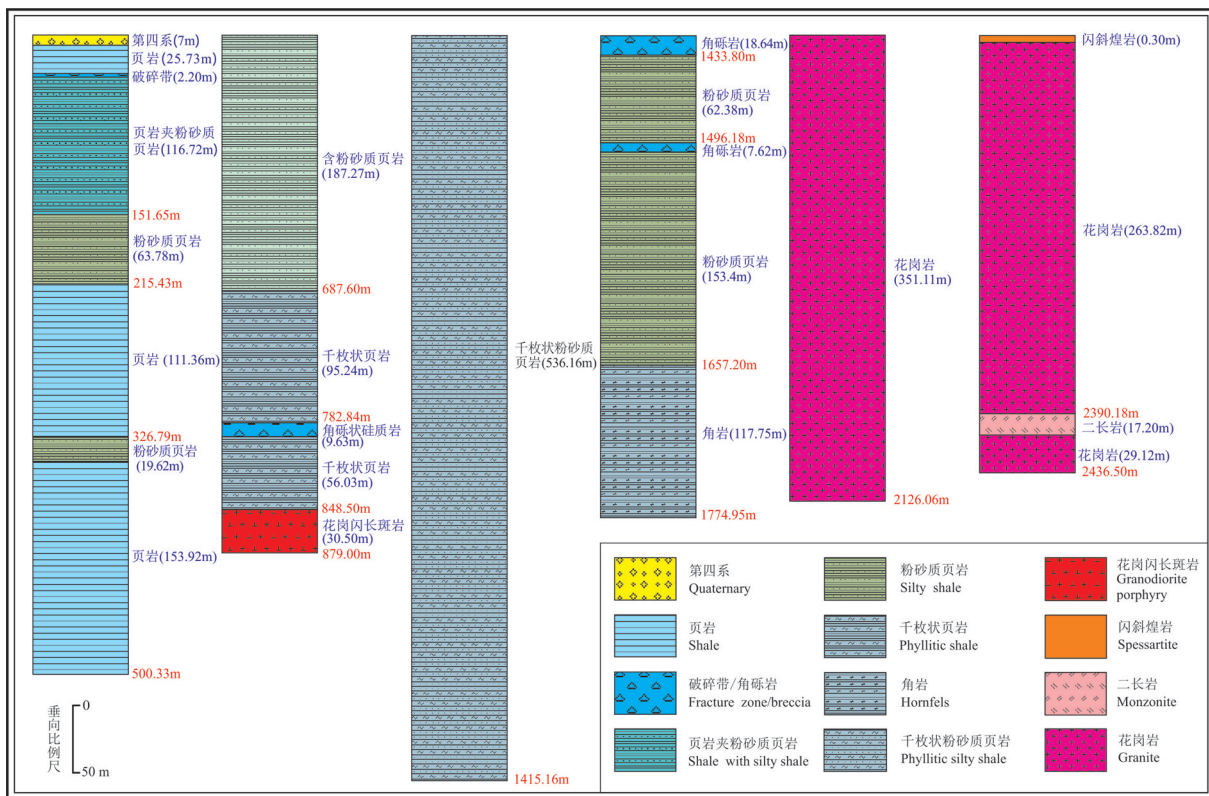 第四系(7m)
页岩(25.73m)
破碎带(2.20m)
页岩夹粉砂质
页岩(116.72m)
151.65m
粉砂质页岩
(63.78m)
215.43m
页岩(111.36m)
326.79m
粉砂质页岩
(19.62m)
页岩(153.92m)
500.33m
垂向比例尺
0
50 m
含粉砂质页岩
(187.27m)
687.60m
千枚状页岩
(95.24m)
782.84m
角砾状硅质岩
(9.63m)
千枚状页岩
(56.03m)
848.50m
花岗闪长斑岩
(30.50m)
879.00m
千枚状粉砂质
页岩(536.16m)
1415.16m
角砾岩(18.64m)
1433.80m
粉砂质页岩
(62.38m)
1496.18m
角砾岩(7.62m)
粉砂质页岩
(153.4m)
1657.20m
角岩(117.75m)
1774.95m
花岗岩
(351.11m)
2126.06m
闪斜煌岩(0.30m)
花岗岩(263.82m)
2390.18m
二长岩(17.20m)
花岗岩(29.12m)
2436.50m
第四系
Quaternary
页岩
Shale
破碎带/角砾岩
Fracture zone/breccia
页岩夹粉砂质页岩
Shale with silty shale
粉砂质页岩
Silty shale
千枚状页岩
Phyllitic shale
角岩
Hornfels
千枚状粉砂质页岩
Phyllitic silty shale
花岗闪长斑岩
Granodiorite
porphyry
闪斜煌岩
Spessartite
二长岩
Monzonite
花岗岩
Granite